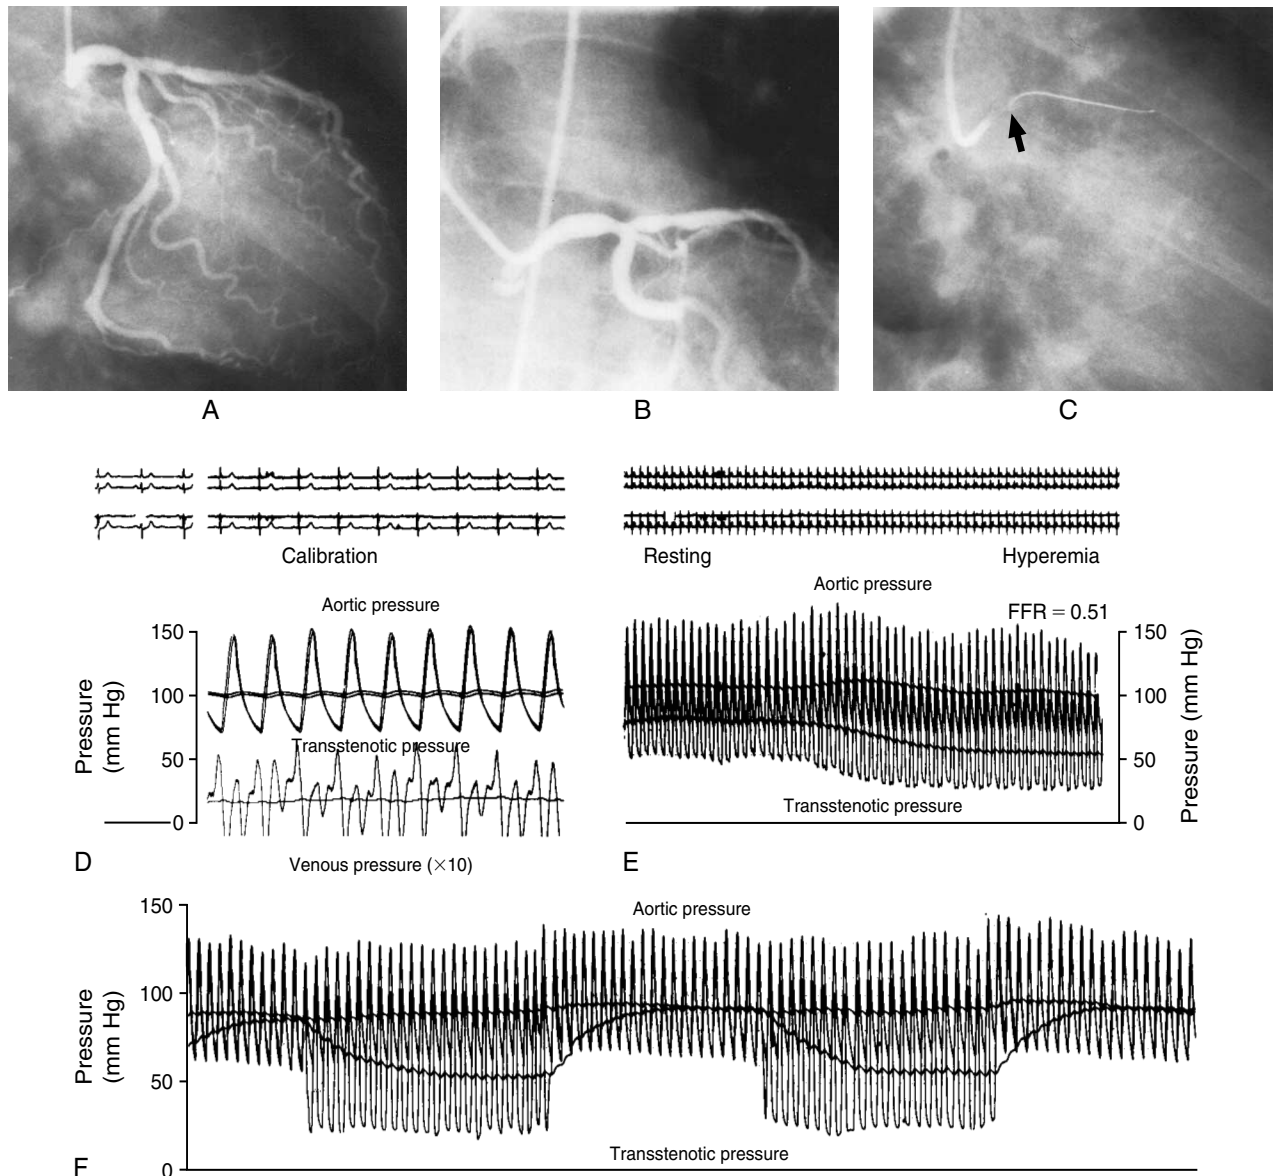 A
B
C
Calibration
Resting
Hyperemia
Aortic pressure
150
100
50
0
Pressure
(mm Hg)
Transstenotic pressure
D
Venous pressure (×10)
Aortic pressure
FFR = 0.51
150
100
50
0
Pressure (mm Hg)
Transstenotic pressure
E
150
100
50
0
Pressure
(mm Hg)
Aortic pressure
Transstenotic pressure
F